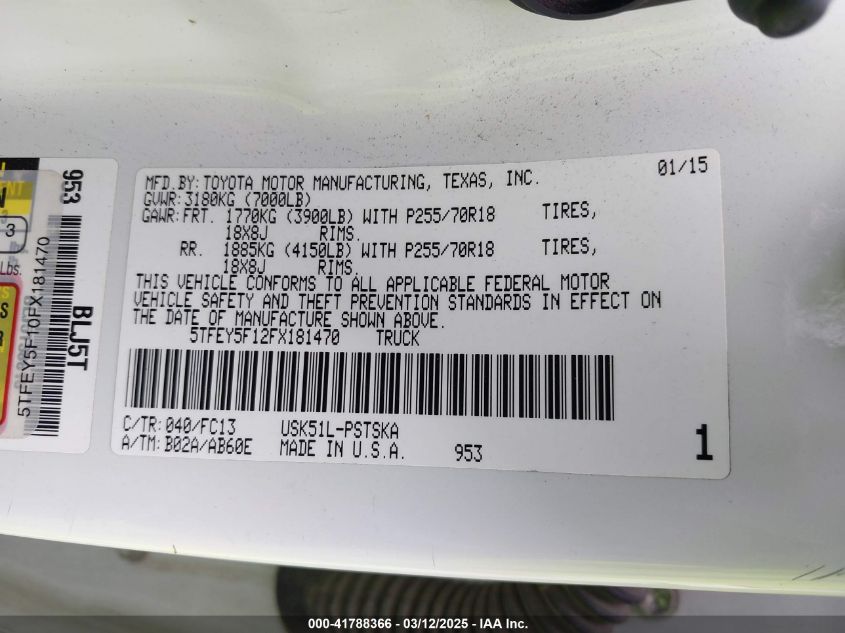 MFD.BY: TOYOTA MOTOR MANUFACTURING, TEXAS, INC. 01/15
GVWR: 3180KG (7000LB)
GAWR: FRT. 1770KG (3900LB) WITH P255/70R18 TIRES,
18X8J RIMS.
RR. 1885KG (4150LB) WITH P255/70R18 TIRES,
18X8J RIMS.
THIS VEHICLE CONFORMS TO ALL APPLICABLE FEDERAL MOTOR
VEHICLE SAFETY AND THEFT PREVENTION STANDARDS IN EFFECT ON
THE DATE OF MANUFACTURE SHOWN ABOVE.
5TFEY5F12FX181470 TRUCK
C/TR: 040/FC13 USK51L-PSTSKA
A/TM: B02A/AB60E MADE IN U.S.A. 953
1
953
BLJ5T
5TFEY5F10FX181470
3
Lbs.
000-41788366 - 03/12/2025 - IAA, Inc.